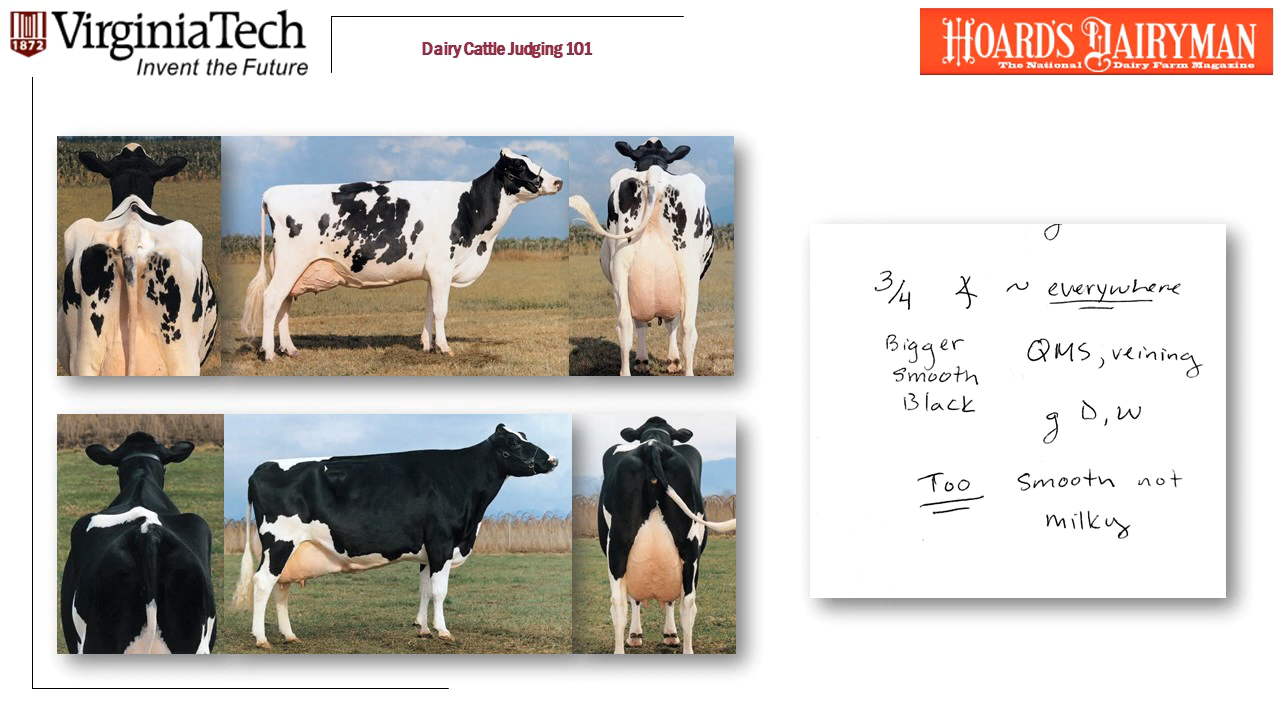 1872
VirginiaTech
Invent the Future
Dairy Cattle Judging 101
HOARD'S DAIRYMAN
The National Dairy Farm Magazine
g
3/4 ∡ ~ everywhere
Bigger
Smooth
Black
QMS, veining
g D, W
Too Smooth not
milky